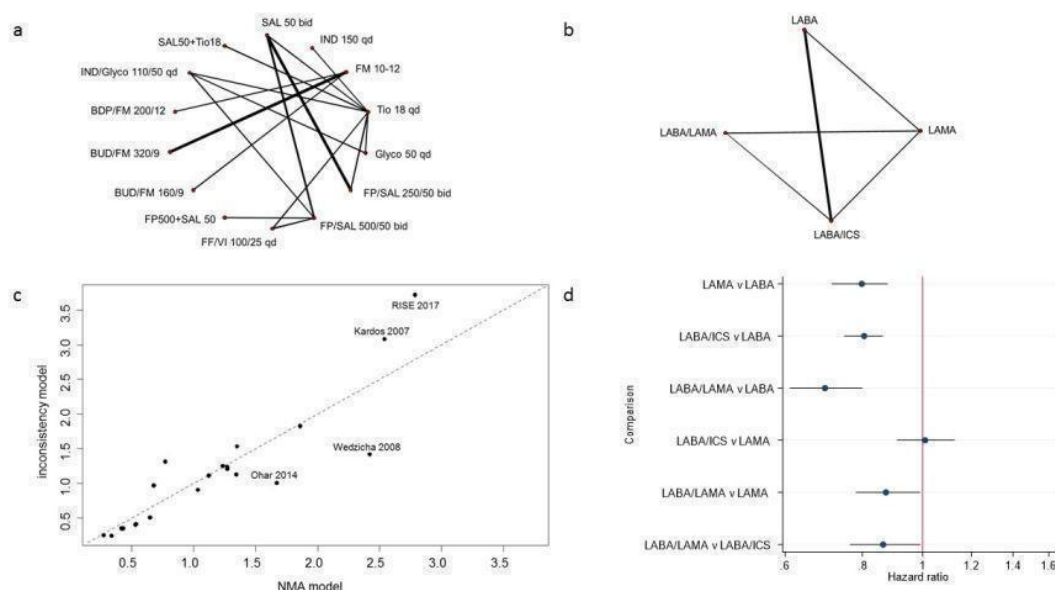 a
SAL 50 bid
IND 150 qd
SAL50+Tio18
FM 10-12
IND/Glyco 110/50 qd
Tio 18 qd
BDP/FM 200/12
BUD/FM 320/9
Glyco 50 qd
BUD/FM 160/9
FP/SAL 250/50 bid
FP500+SAL 50
FP/SAL 500/50 bid
FF/VI 100/25 qd
b
LABA
LABA/LAMA
LAMA
LABA/ICS
c
inconsistency model
3.5
3.0
2.5
2.0
1.5
1.0
0.5
RISE 2017
Kardos 2007
Wedzicha 2008
Ohar 2014
0.5 1.0 1.5 2.0 2.5 3.0 3.5
NMA model
d
Comparison
LAMA v LABA
LABA/ICS v LABA
LABA/LAMA v LABA
LABA/ICS v LAMA
LABA/LAMA v LAMA
LABA/LAMA v LABA/ICS
.6 .8 1 1.2 1.4 1.6
Hazard ratio